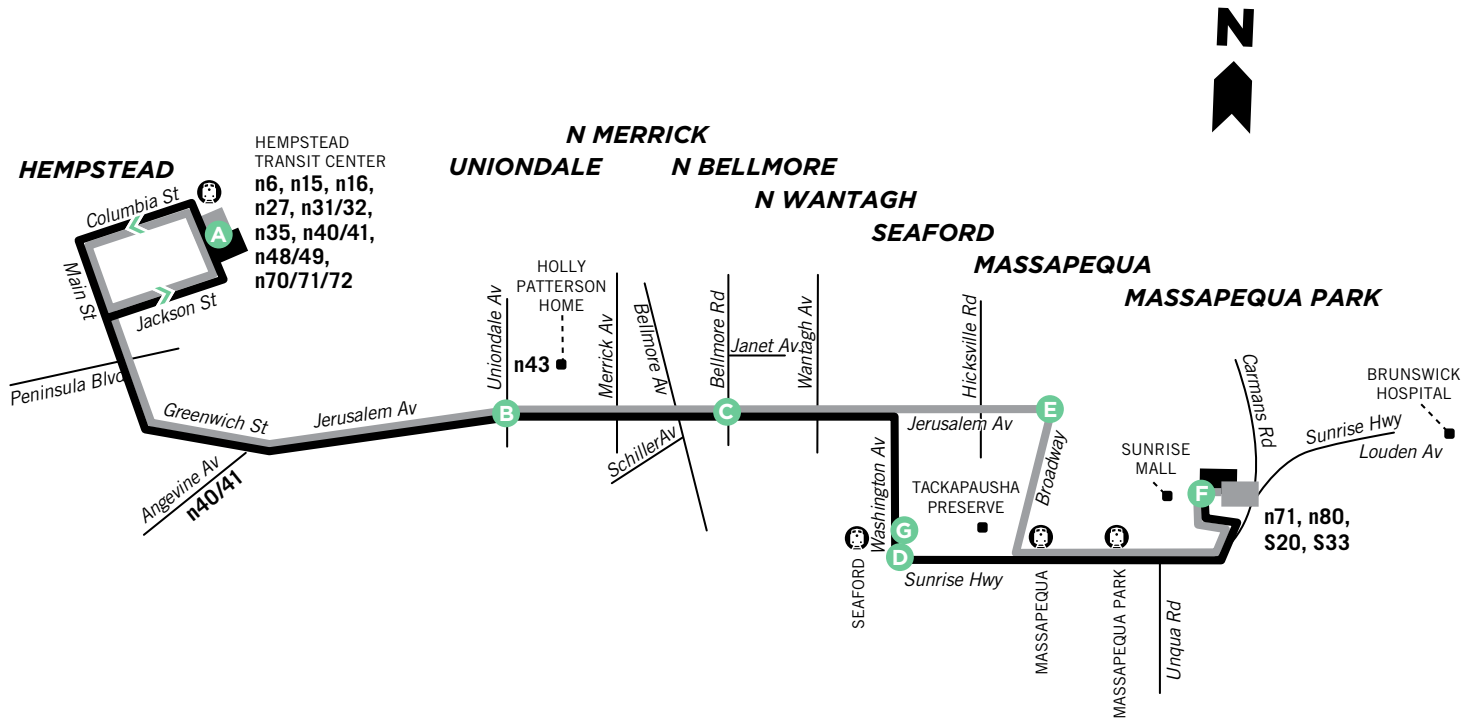 N
N MERRICK
HEMPSTEAD
UNIONDALE
N BELLMORE
N WANTAGH
SEAFORD
MASSAPEQUA
MASSAPEQUA PARK
HEMPSTEAD
TRANSIT CENTER
n6, n15, n16,
n27, n31/32,
n35, n40/41,
n48/49,
n70/71/72
Columbia St
A
Main St
Jackson St
Peninsula Blvd
Greenwich St
Jerusalem Av
Angevine Av
n40/41
Uniondale Av
B
HOLLY
PATTERSON
HOME
n43
Merrick Av
Bellmore Av
Schiller Av
Bellmore Rd
C
Janet Av
Wantagh Av
Hicksville Rd
Jerusalem Av
E
Washington Av
Broadway
TACKAPAUSHA
PRESERVE
G
D
SEAFORD
Sunrise Hwy
MASSAPEQUA
MASSAPEQUA PARK
Unqua Rd
SUNRISE
MALL
F
Carmans Rd
BRUNSWICK
HOSPITAL
Sunrise Hwy
Louden Av
n71, n80,
S20, S33